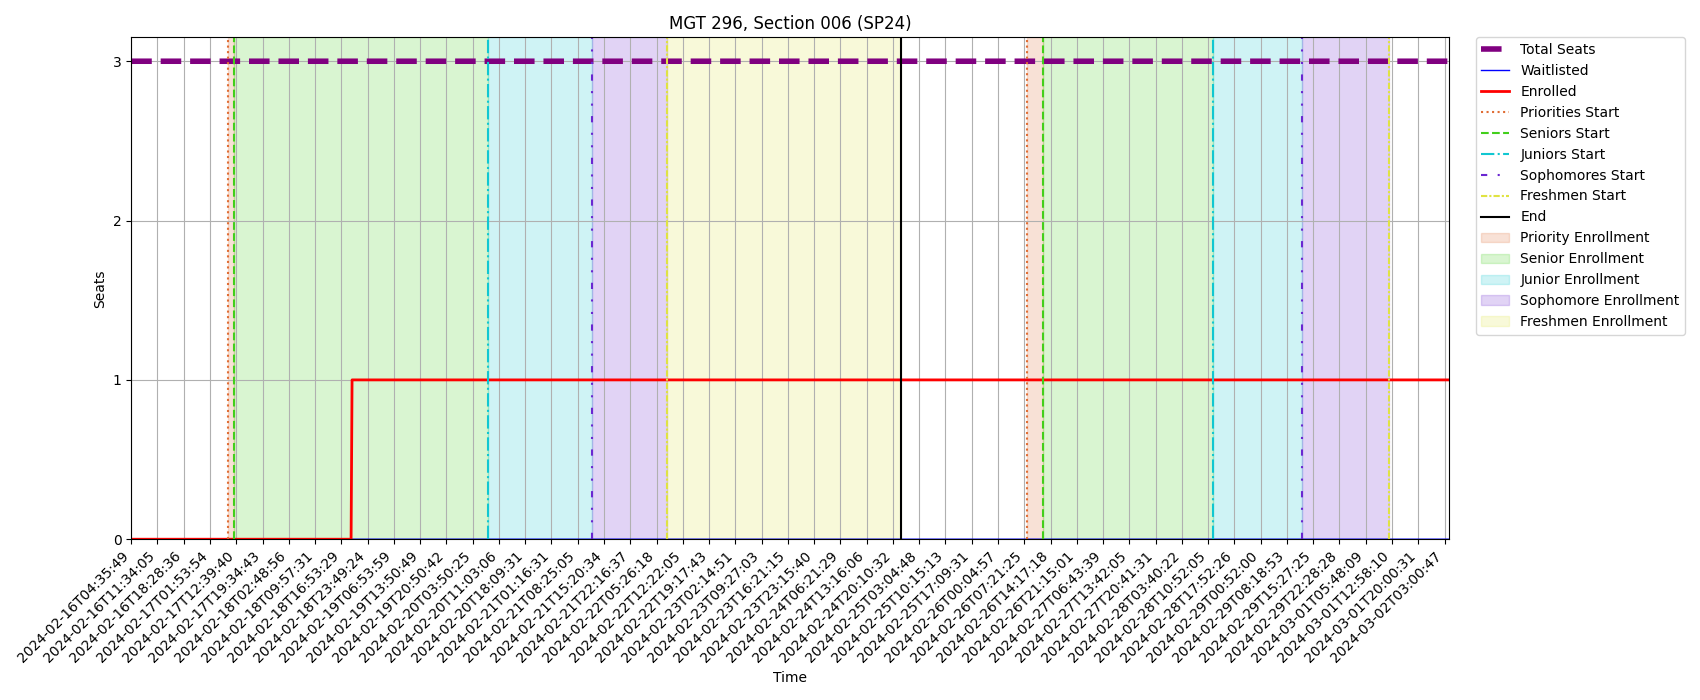 MGT 296, Section 006 (SP24)
Seats
3
2
1
0
2024-02-16T04:35:49
2024-02-16T11:34:05
2024-02-16T18:28:36
2024-02-17T01:53:54
2024-02-17T12:39:40
2024-02-17T19:34:43
2024-02-18T02:48:56
2024-02-18T09:57:31
2024-02-18T16:53:29
2024-02-18T23:49:24
2024-02-19T06:53:59
2024-02-19T13:50:49
2024-02-19T20:50:42
2024-02-20T03:50:25
2024-02-20T11:03:06
2024-02-20T18:09:31
2024-02-21T01:16:31
2024-02-21T08:25:05
2024-02-21T15:20:34
2024-02-21T22:16:37
2024-02-22T05:26:18
2024-02-22T12:22:05
2024-02-22T19:17:43
2024-02-23T02:14:51
2024-02-23T09:27:03
2024-02-23T16:21:15
2024-02-23T23:15:40
2024-02-24T06:21:29
2024-02-24T13:16:06
2024-02-24T20:10:32
2024-02-25T03:04:48
2024-02-25T10:15:13
2024-02-25T17:09:31
2024-02-26T00:04:57
2024-02-26T07:21:25
2024-02-26T14:17:18
2024-02-26T21:15:01
2024-02-27T06:43:39
2024-02-27T13:42:05
2024-02-27T20:41:31
2024-02-28T03:40:22
2024-02-28T10:52:05
2024-02-28T17:52:26
2024-02-29T00:52:00
2024-02-29T08:18:53
2024-02-29T15:27:25
2024-02-29T22:28:28
2024-03-01T05:48:09
2024-03-01T12:58:10
2024-03-01T20:00:31
2024-03-02T03:00:47
Time
Total Seats
Waitlisted
Enrolled
Priorities Start
Seniors Start
Juniors Start
Sophomores Start
Freshmen Start
End
Priority Enrollment
Senior Enrollment
Junior Enrollment
Sophomore Enrollment
Freshmen Enrollment